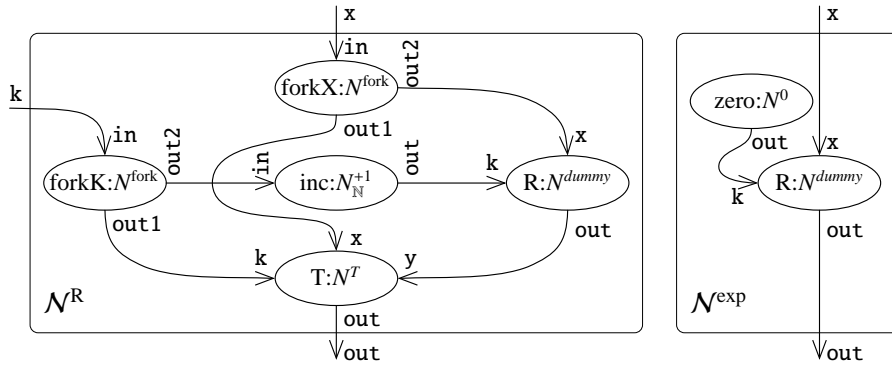 x
x
in
out2
forkX:N^fork
k
out1
zero:N^0
out
in
out2
x
in
out
x
forkK:N^fork
inc:N_ℕ^+1
k
R:N^dummy
k
R:N^dummy
out1
x
out
out
k
T:N^T
y
𝒩^R
out
𝒩^exp
out
out